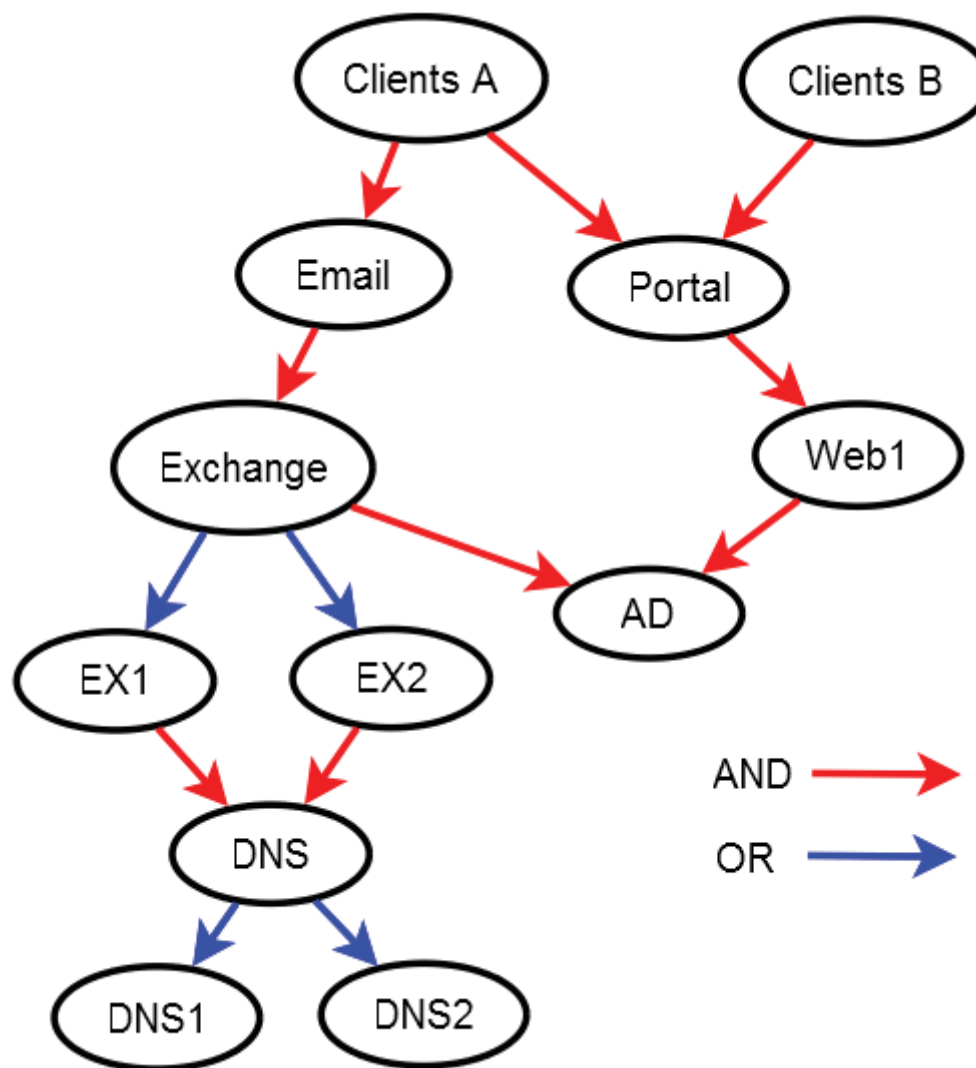 Clients A
Clients B
Email
Portal
Exchange
Web1
AD
EX1
EX2
AND
DNS
OR
DNS1
DNS2